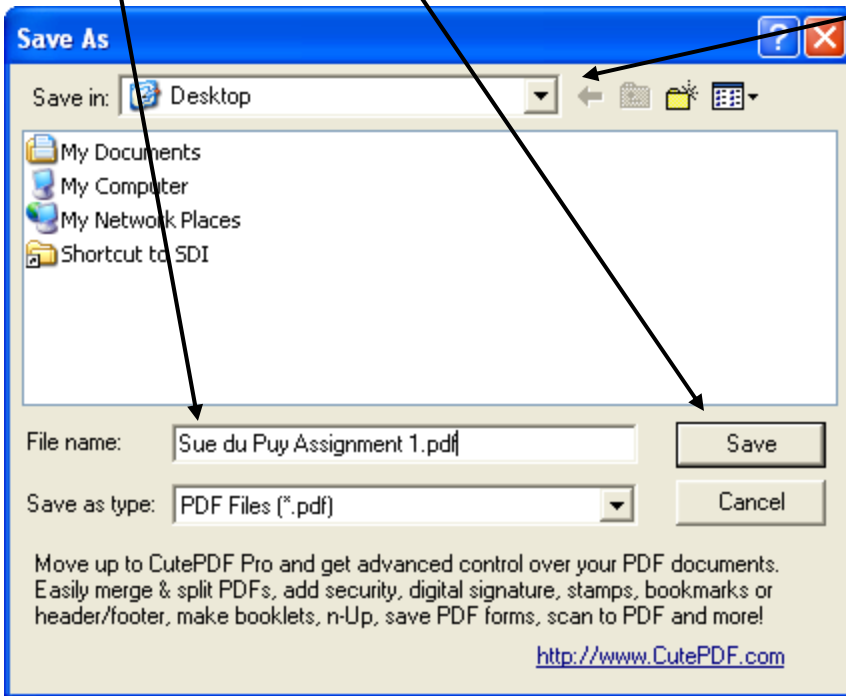 Save As
Save in: Desktop
My Documents
My Computer
My Network Places
Shortcut to SDI
File name: Sue du Puy Assignment 1.pdf
Save
Save as type: PDF Files (*.pdf)
Cancel
Move up to CutePDF Pro and get advanced control over your PDF documents.
Easily merge & split PDFs, add security, digital signature, stamps, bookmarks or
header/footer, make booklets, n-Up, save PDF forms, scan to PDF and more!
http://www.CutePDF.com